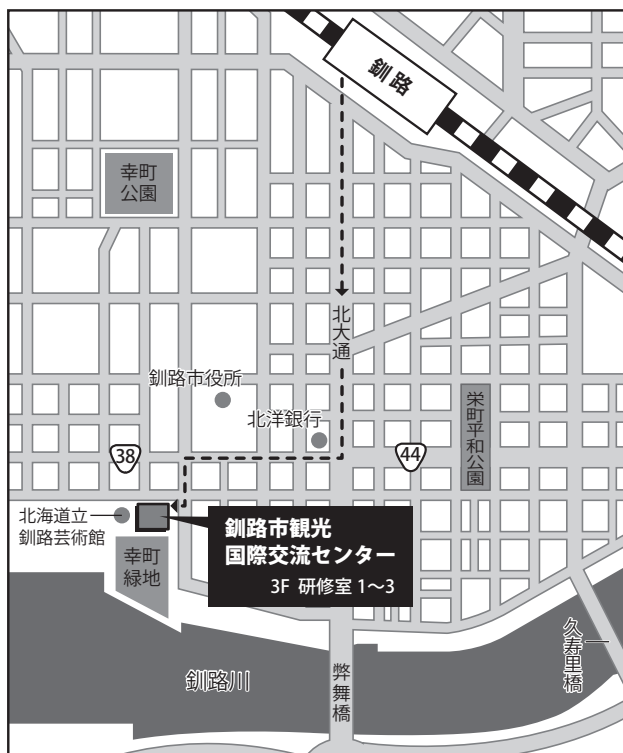 釧路
幸町
公園
北大通
釧路市役所
北洋銀行
栄町平和公園
38
44
北海道立
釧路芸術館
釧路市観光
国際交流センター
3F 研修室 1～3
幸町
緑地
久寿里橋
釧路川
幣舞橋